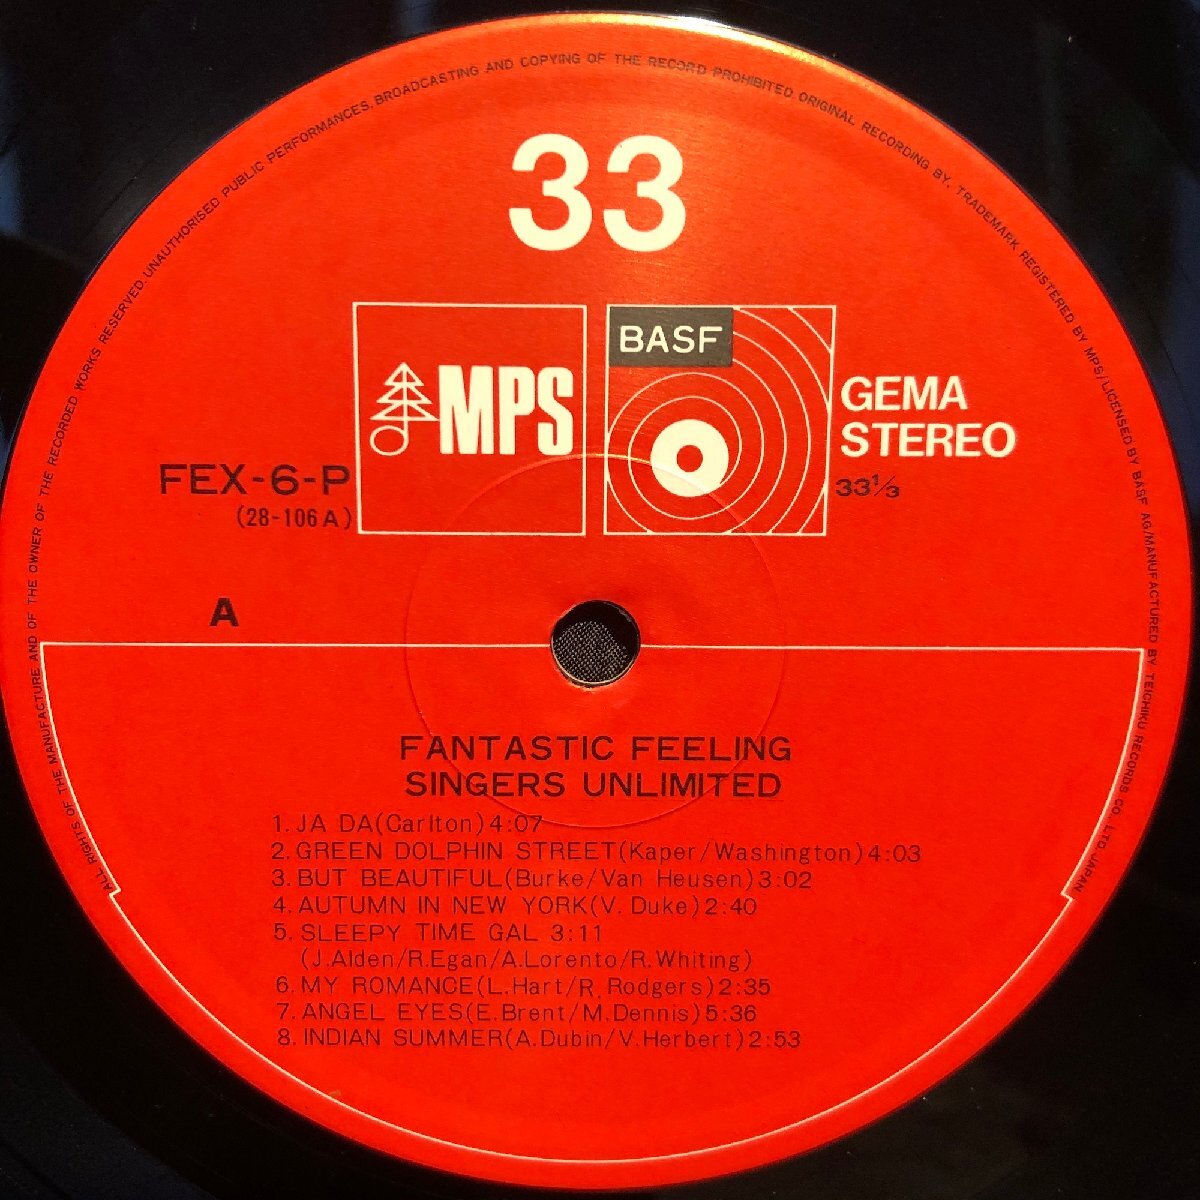 ALL RIGHTS OF THE MANUFACTURE AND OF THE OWNER OF THE RECORDED WORKS RESERVED. UNAUTHORISED PUBLIC PERFORMANCES. BROADCASTING AND COPYING OF THE RECORD PROHIBITED. ORIGINAL RECORDING BY. TRADEMARK REGISTERED BY MPS/LICENSED BY BASF AG/MANUFACTURED BY TEICHIKU RECORDS CO. LTD. JAPAN
33
MPS
BASF
GEMA
STEREO
33⅓
FEX-6-P
(28-106 A)
A
FANTASTIC FEELING
SINGERS UNLIMITED
1. JA DA(Carlton)4:07
2. GREEN DOLPHIN STREET(Kaper/Washington)4:03
3. BUT BEAUTIFUL(Burke/Van Heusen)3:02
4. AUTUMN IN NEW YORK(V. Duke)2:40
5. SLEEPY TIME GAL 3:11
(J.Alden/R.Egan/A.Lorento/R.Whiting)
6. MY ROMANCE(L.Hart/R.Rodgers)2:35
7. ANGEL EYES(E.Brent/M.Dennis)5:36
8. INDIAN SUMMER(A.Dubin/V.Herbert)2:53